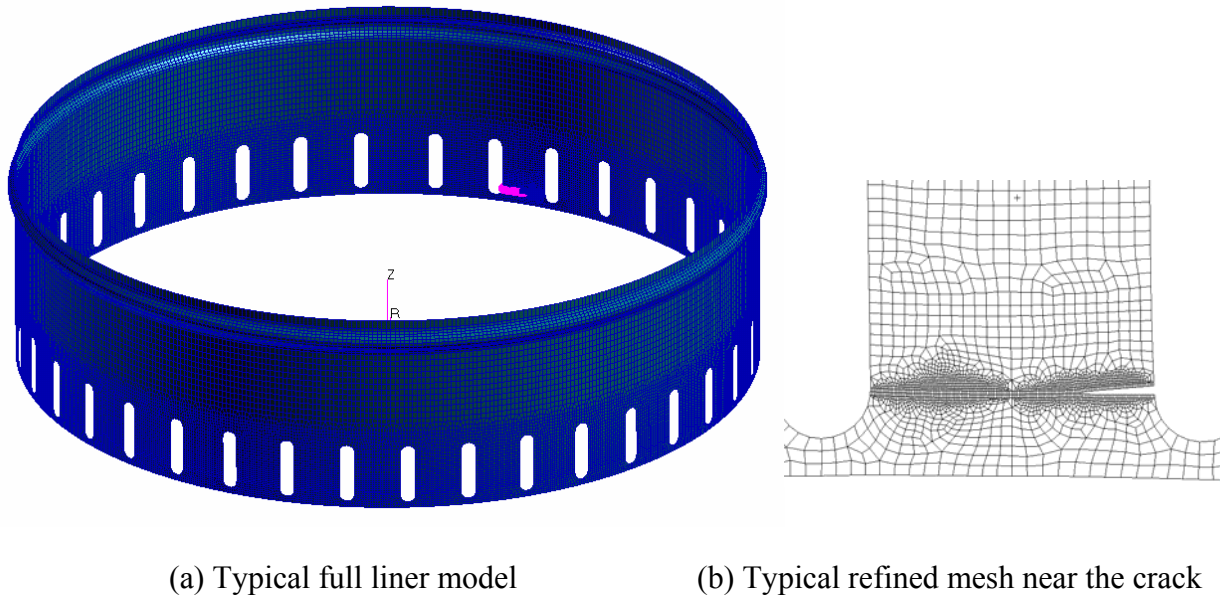 Z
R
(a) Typical full liner model
(b) Typical refined mesh near the crack